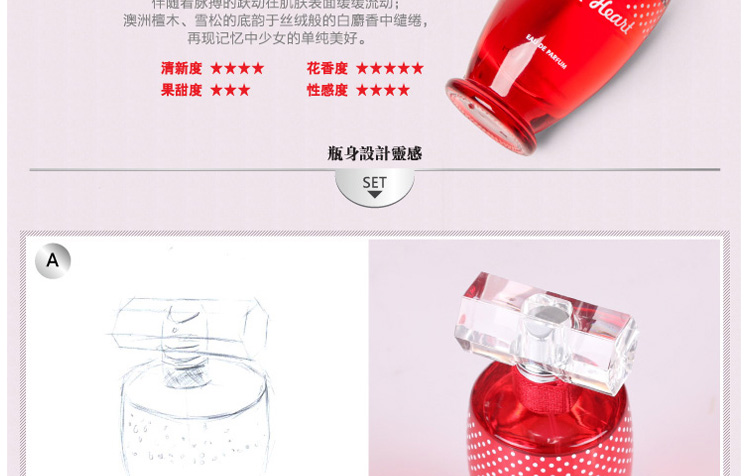 伴随着脉搏的跃动在肌肤表面缓缓流动；
澳洲檀木、雪松的底韵于丝绒般的白麝香中缱绻，
再现记忆中少女的单纯美好。
清新度 ★★★★ 花香度 ★★★★★
果甜度 ★★★ 性感度 ★★★★
Heart
EAU DE PARFUM
瓶身設計靈感
SET
A